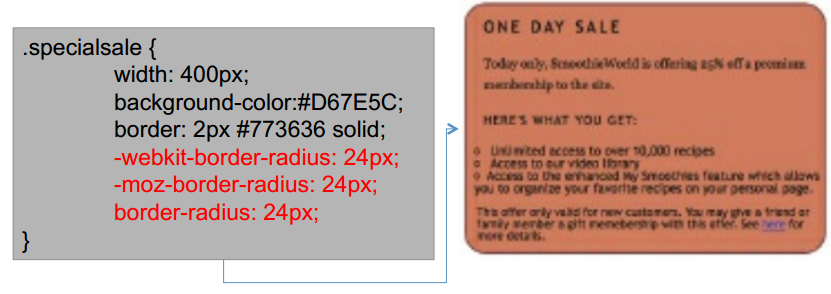 .specialsale {
width: 400px;
background-color:#D67E5C;
border: 2px #773636 solid;
-webkit-border-radius: 24px;
-moz-border-radius: 24px;
border-radius: 24px;
}
ONE DAY SALE
Today only, SmoothieWorld is offering 25% off a premium
membership to the site.
HERE'S WHAT YOU GET:
Unlimited access to over 10,000 recipes
Access to our video library
Access to the enhanced My Smoothies feature which allows
you to organize your favorite recipes on your personal page.
This offer only valid for new customers. You may give a friend or
family member a gift memebership with this offer. See here for
more details.